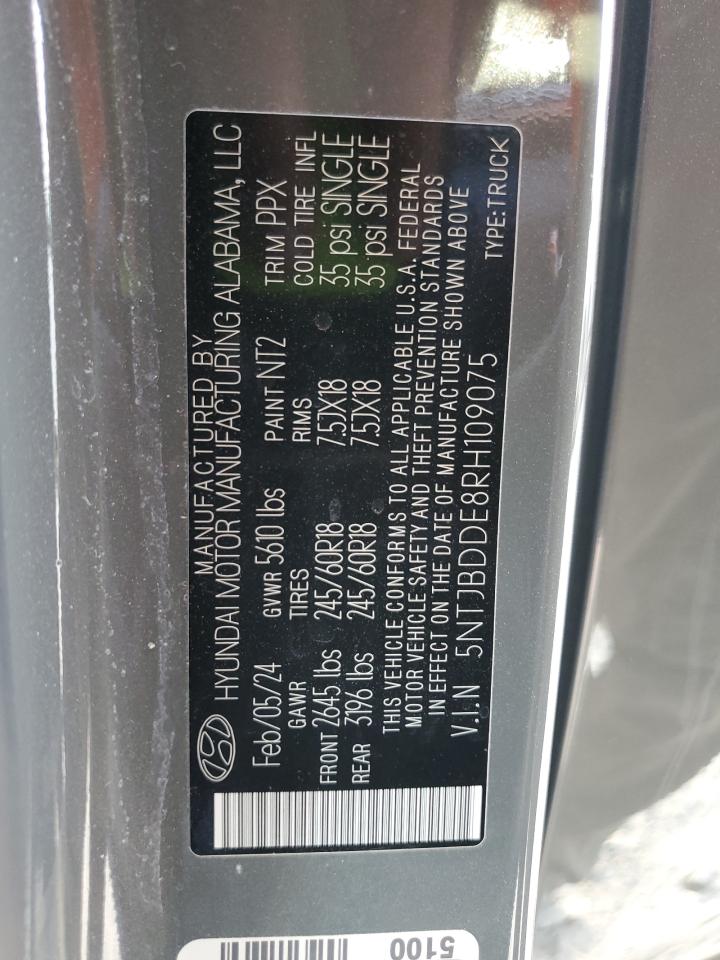 MANUFACTURED BY
HYUNDAI MOTOR MANUFACTURING ALABAMA, LLC
Feb/05/24 GVWR 5610 lbs PAINT NT2 TRIM PPX
GAWR TIRES RIMS COLD TIRE INFL
FRONT 2645 lbs 245/60R18 7.5JX18 35 psi SINGLE
REAR 3196 lbs 245/60R18 7.5JX18 35 psi SINGLE
THIS VEHICLE CONFORMS TO ALL APPLICABLE U.S.A. FEDERAL
MOTOR VEHICLE SAFETY AND THEFT PREVENTION STANDARDS
IN EFFECT ON THE DATE OF MANUFACTURE SHOWN ABOVE
V.I.N 5NTJBDDE8RH109075 TYPE:TRUCK
5100